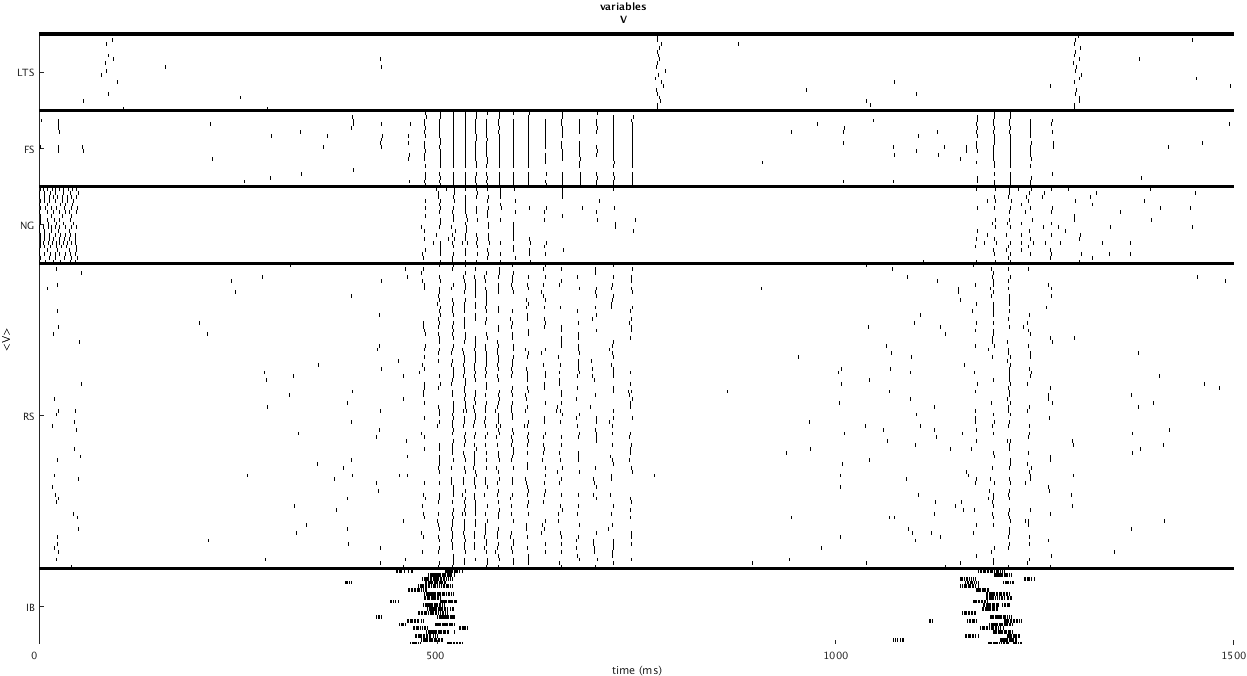 variables
V
LTS
FS
NG
<V>
RS
IB
0 500 1000 1500
time (ms)